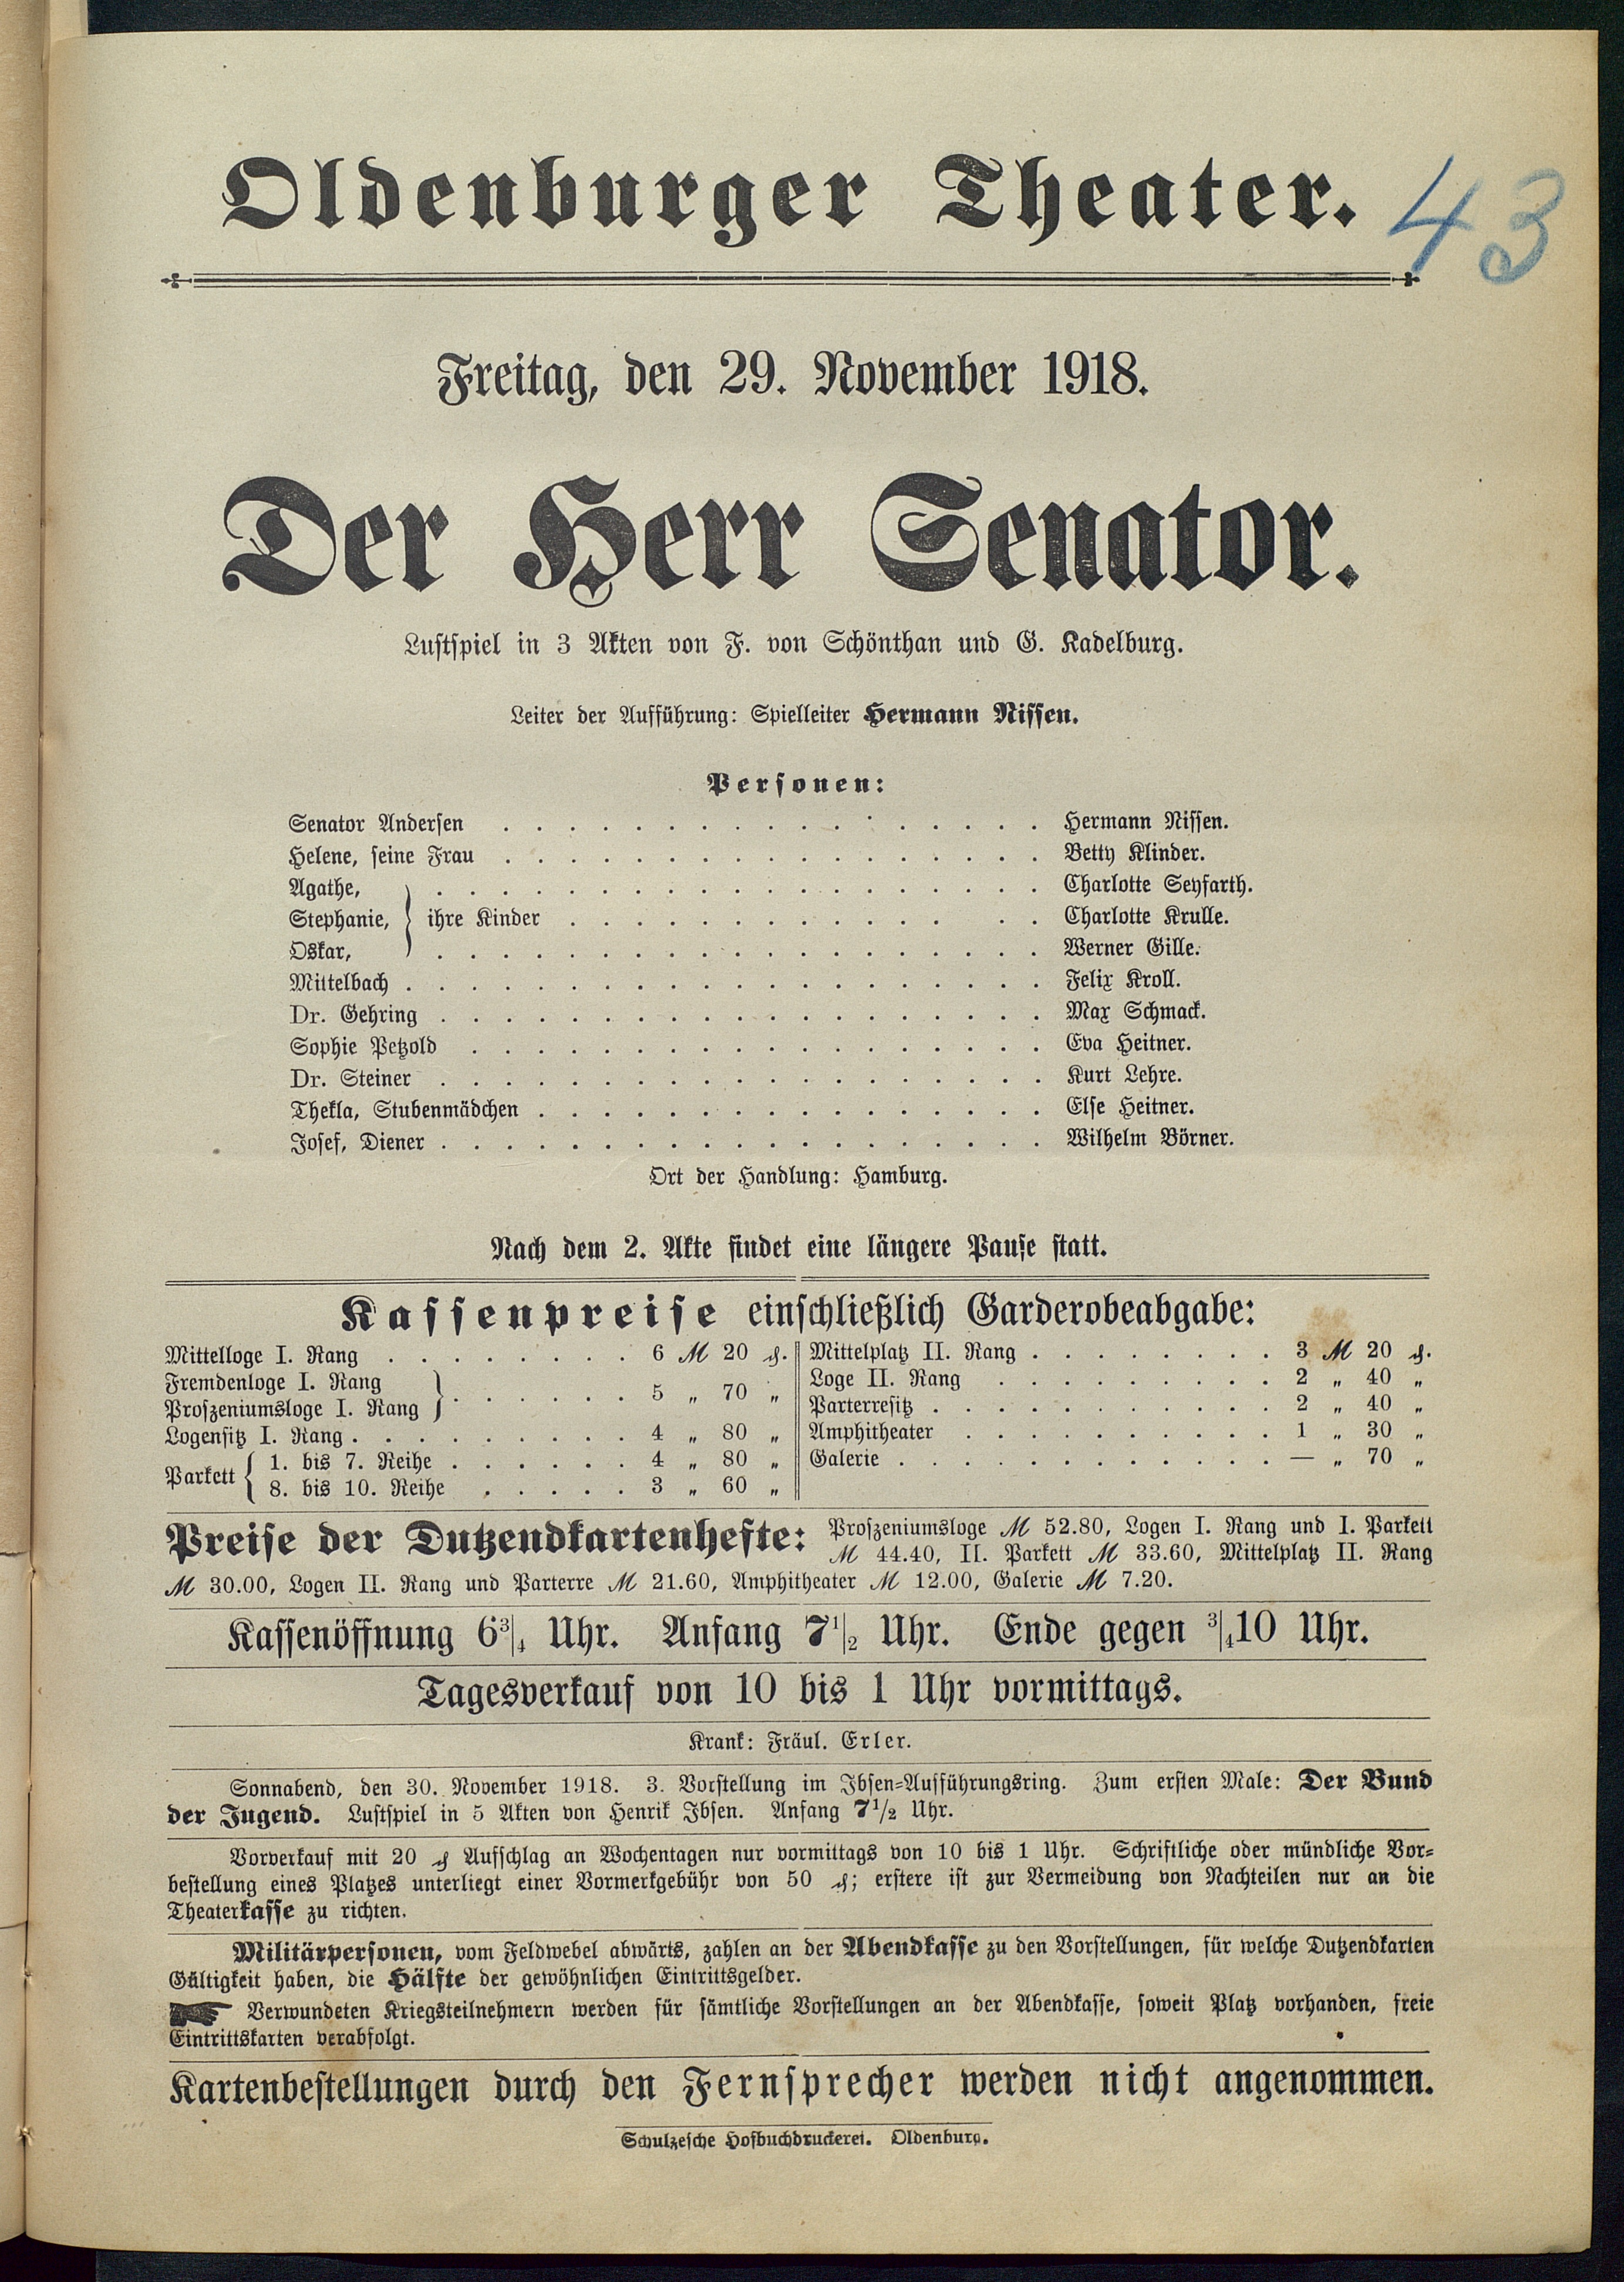 Oldenburger Theater.
43
Freitag, den 29. November 1918.
Der Herr Senator.
Lustspiel in 3 Akten von F. von Schönthan und G. Kadelburg.
Leiter der Aufführung: Spielleiter Hermann Nissen.
Personen:
Senator Andersen . . . . . . . . . . . . . . . . . Hermann Nissen.
Helene, seine Frau . . . . . . . . . . . . . . . . . Betty Klinder.
Agathe, . . . . . . . . . . . . . . . . . . . Charlotte Seyfarth.
Stephanie, } ihre Kinder . . . . . . . . . . . . . . Charlotte Krulle.
Oskar, . . . . . . . . . . . . . . . . . . . Werner Gille.
Mittelbach . . . . . . . . . . . . . . . . . . . . Felix Kroll.
Dr. Gehring . . . . . . . . . . . . . . . . . . . Max Schmack.
Sophie Petzold . . . . . . . . . . . . . . . . . . Eva Heitner.
Dr. Steiner . . . . . . . . . . . . . . . . . . . Kurt Lehre.
Thekla, Stubenmädchen . . . . . . . . . . . . . . . . Else Heitner.
Josef, Diener . . . . . . . . . . . . . . . . . . . Wilhelm Börner.
Ort der Handlung: Hamburg.
Nach dem 2. Akte findet eine längere Pause statt.
Kassenpreise einschließlich Garderobeabgabe:
Mittelloge I. Rang . . . . . . . . 6 ℳ 20 ₰.
Fremdenloge I. Rang
Proszeniumsloge I. Rang } . . . . . . 5 „ 70 „
Logensitz I. Rang . . . . . . . . . 4 „ 80 „
Parkett { 1. bis 7. Reihe . . . . . . 4 „ 80 „
8. bis 10. Reihe . . . . . 3 „ 60 „
Mittelplatz II. Rang . . . . . . . . 3 ℳ 20 ₰.
Loge II. Rang . . . . . . . . . 2 „ 40 „
Parterresitz . . . . . . . . . . . 2 „ 40 „
Amphitheater . . . . . . . . . . 1 „ 30 „
Galerie . . . . . . . . . . . . — „ 70 „
Preise der Dutzendkartenhefte: Proszeniumsloge ℳ 52.80, Logen I. Rang und I. Parkett
ℳ 44.40, II. Parkett ℳ 33.60, Mittelplatz II. Rang
ℳ 30.00, Logen II. Rang und Parterre ℳ 21.60, Amphitheater ℳ 12.00, Galerie ℳ 7.20.
Kassenöffnung 6¾ Uhr. Anfang 7½ Uhr. Ende gegen ¾10 Uhr.
Tagesverkauf von 10 bis 1 Uhr vormittags.
Krank: Fräul. Erler.
Sonnabend, den 30. November 1918. 3. Vorstellung im Ibsen-Aufführungsring. Zum ersten Male: Der Bund
der Jugend. Lustspiel in 5 Akten von Henrik Ibsen. Anfang 7½ Uhr.
Vorverkauf mit 20 ₰ Aufschlag an Wochentagen nur vormittags von 10 bis 1 Uhr. Schriftliche oder mündliche Vor-
bestellung eines Platzes unterliegt einer Vormerkgebühr von 50 ₰; erstere ist zur Vermeidung von Nachteilen nur an die
Theaterkasse zu richten.
Militärpersonen, vom Feldwebel abwärts, zahlen an der Abendkasse zu den Vorstellungen, für welche Dutzendkarten
Gültigkeit haben, die Hälfte der gewöhnlichen Eintrittsgelder.
☛ Verwundeten Kriegsteilnehmern werden für sämtliche Vorstellungen an der Abendkasse, soweit Platz vorhanden, freie
Eintrittskarten verabfolgt.
Kartenbestellungen durch den Fernsprecher werden nicht angenommen.
Schulzesche Hofbuchdruckerei. Oldenburg.